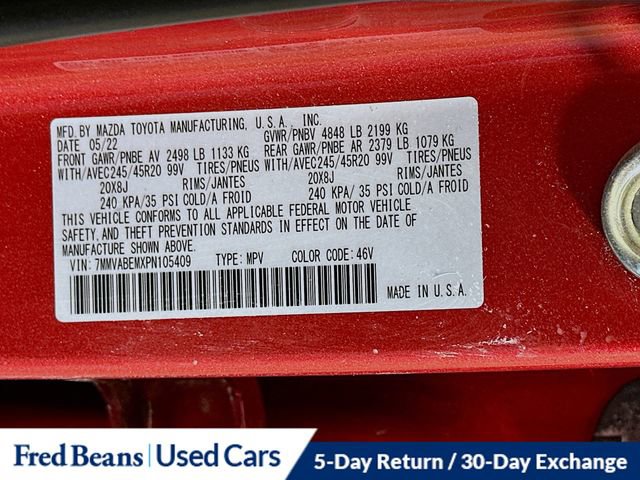 MFD. BY MAZDA TOYOTA MANUFACTURING, U.S.A., INC.
DATE 05/22 GVWR/PNBV 4848 LB 2199 KG
FRONT GAWR/PNBE AV 2498 LB 1133 KG REAR GAWR/PNBE AR 2379 LB 1079 KG
WITH/AVEC245/45R20 99V TIRES/PNEUS WITH/AVEC245/45R20 99V TIRES/PNEUS
20X8J RIMS/JANTES 20X8J RIMS/JANTES
240 KPA/35 PSI COLD/A FROID 240 KPA/35 PSI COLD/A FROID
THIS VEHICLE CONFORMS TO ALL APPLICABLE FEDERAL MOTOR VEHICLE
SAFETY, AND THEFT PREVENTION STANDARDS IN EFFECT ON THE DATE OF
MANUFACTURE SHOWN ABOVE.
VIN: 7MMVABEMXPN105409 TYPE: MPV COLOR CODE: 46V
MADE IN U.S.A.
Fred Beans | Used Cars
5-Day Return / 30-Day Exchange